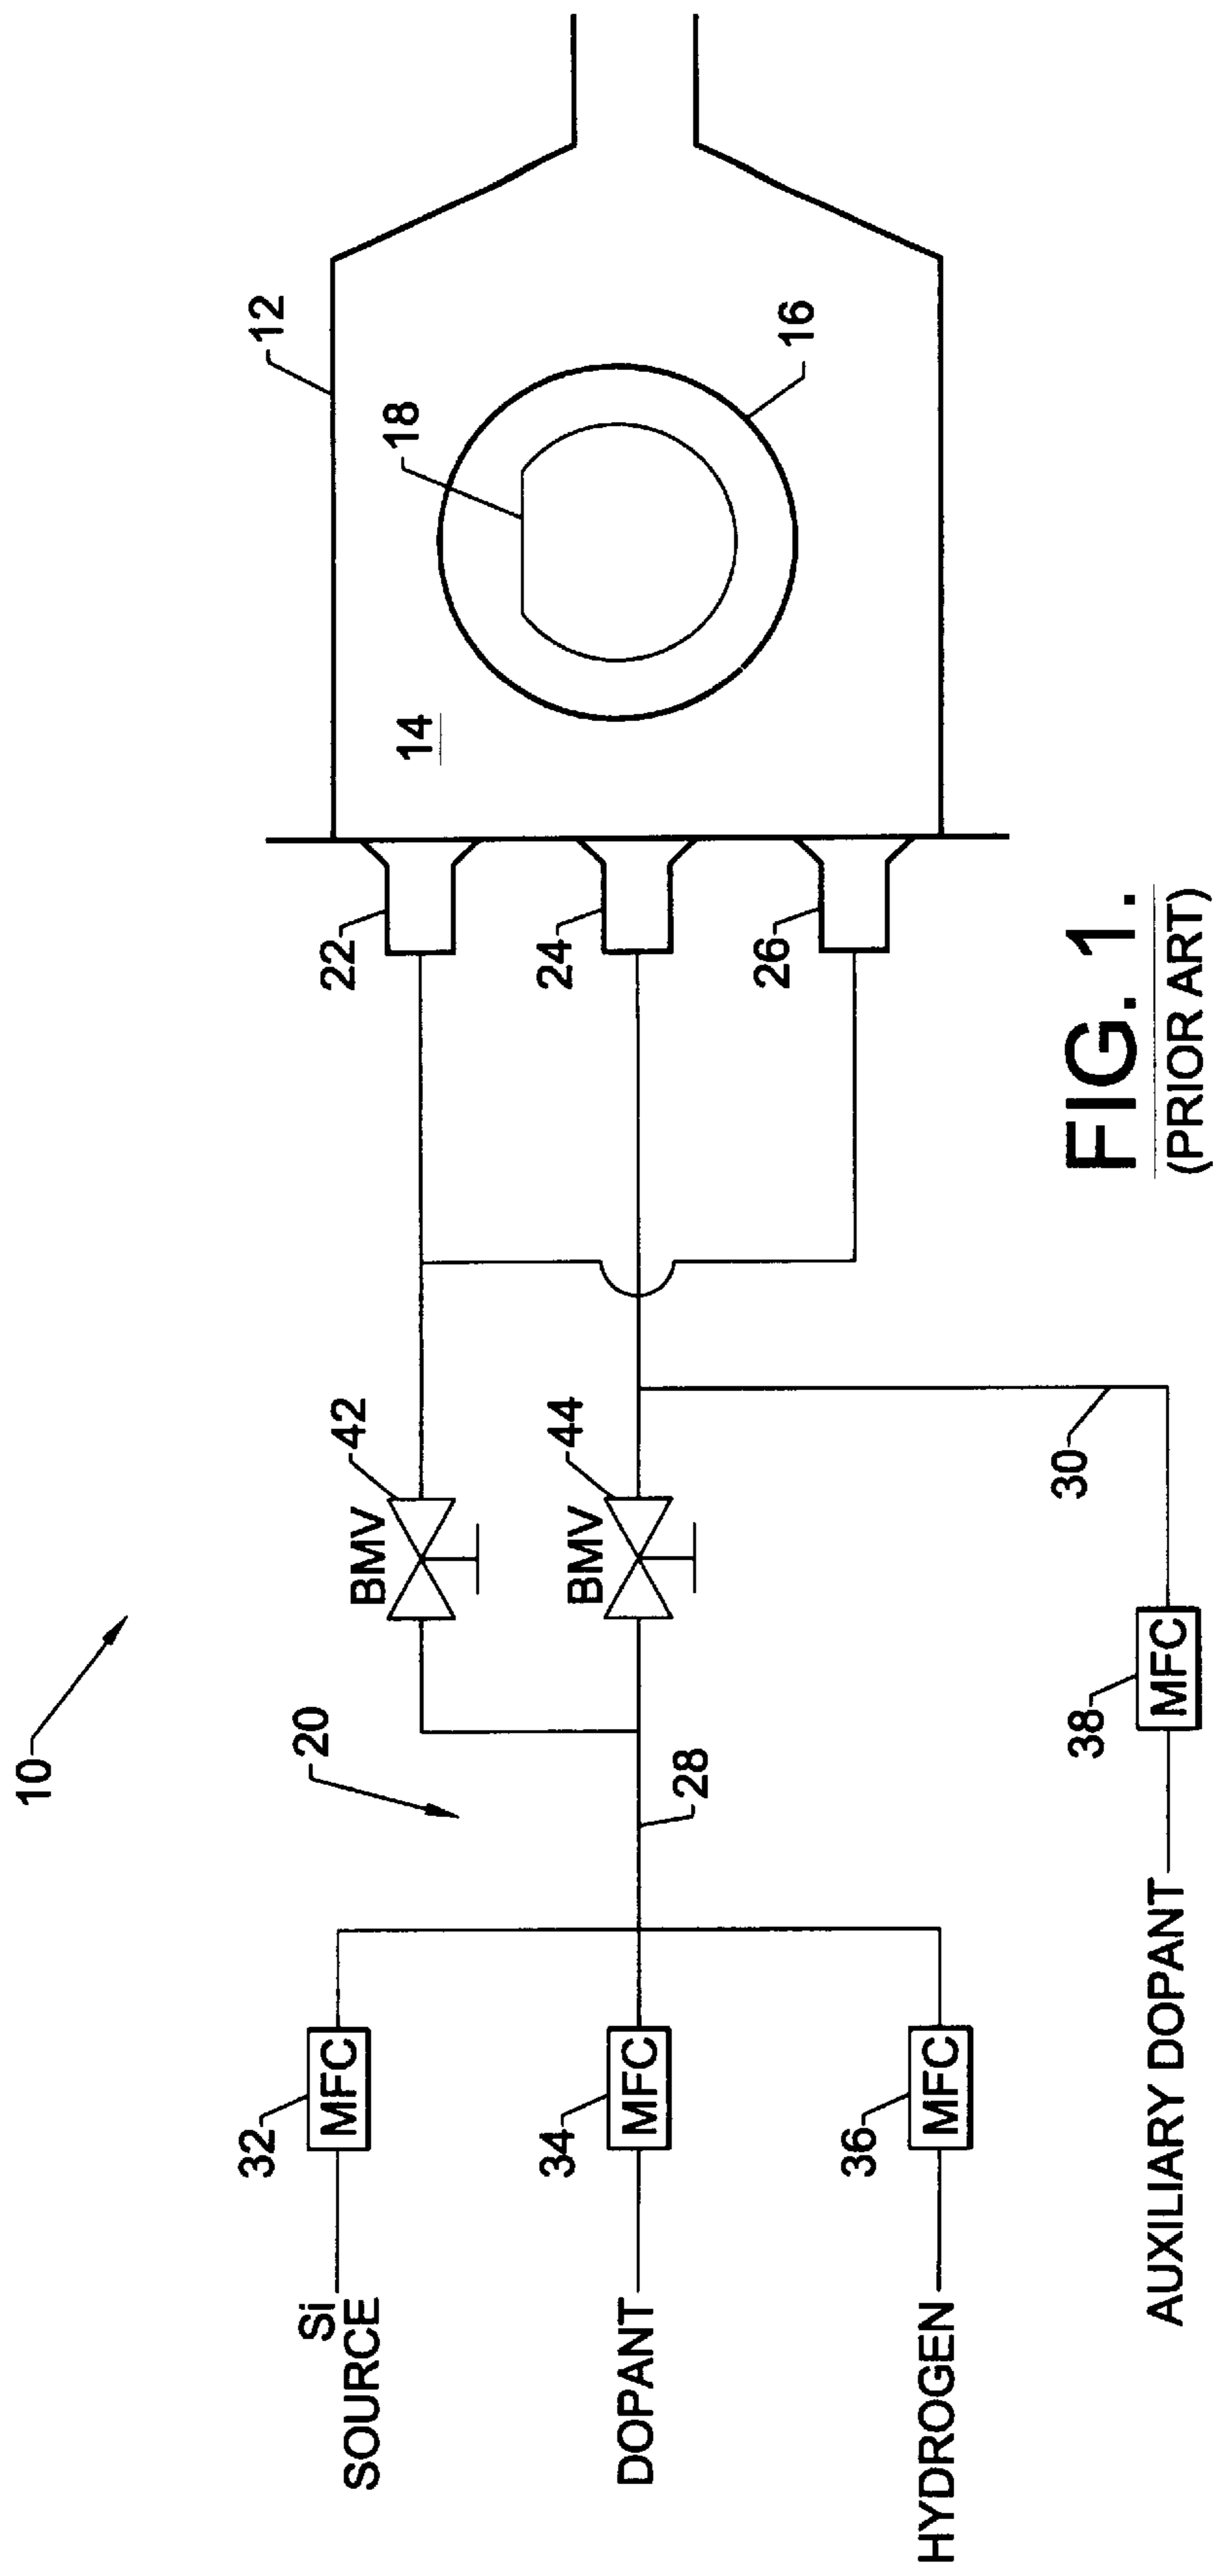 10
12
18
16
14
22
24
26
42
BMV
44
BMV
20
28
30
32
MFC
Si
SOURCE
34
MFC
DOPANT
36
MFC
HYDROGEN
38
MFC
AUXILIARY DOPANT
FIG. 1.
(PRIOR ART)